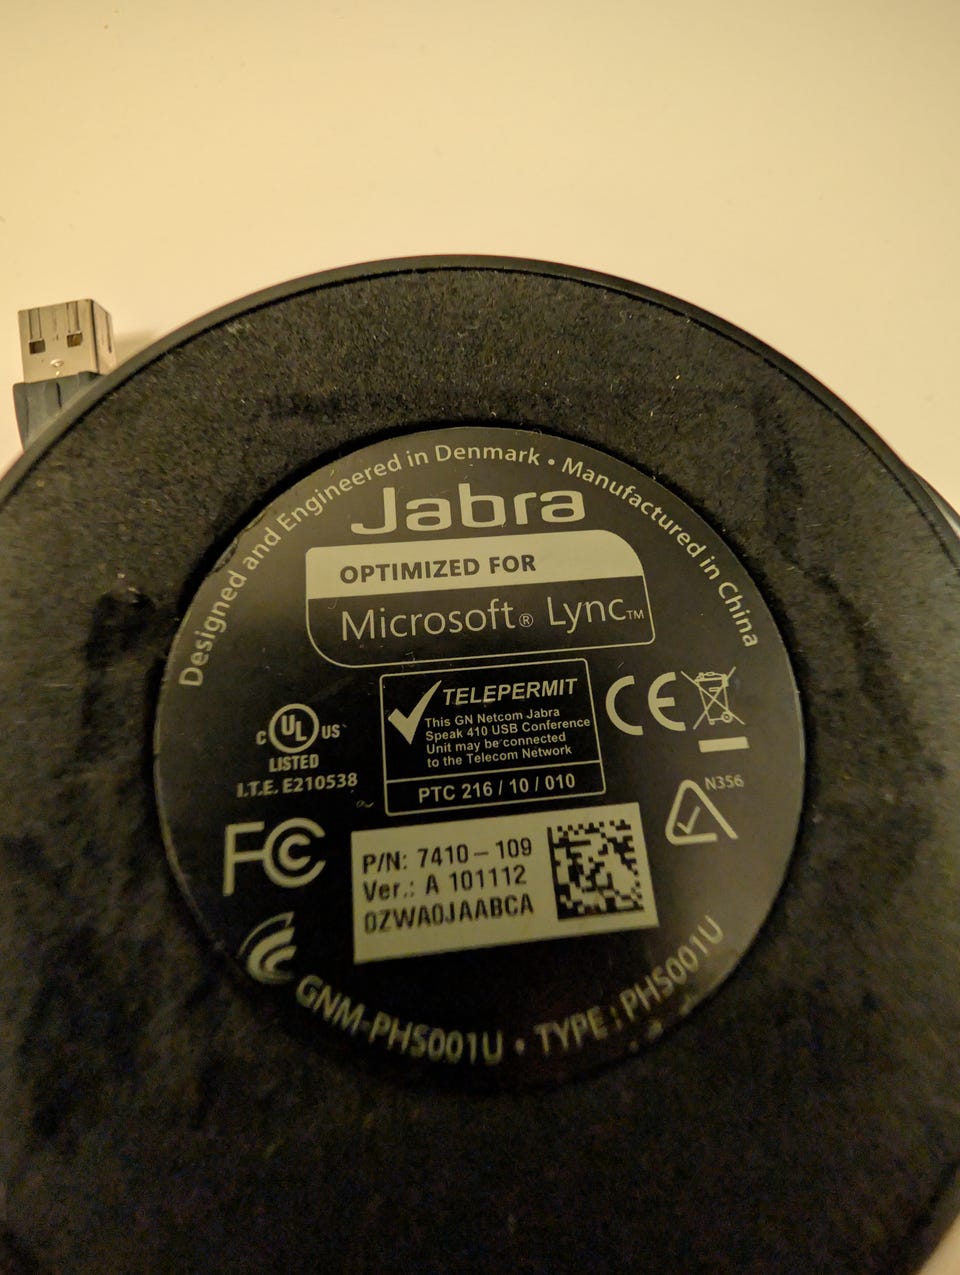 Designed and Engineered in Denmark • Manufactured in China
Jabra
OPTIMIZED FOR
Microsoft® Lync™
TELEPERMIT
This GN Netcom Jabra
Speak 410 USB Conference
Unit may be connected
to the Telecom Network
PTC 216 / 10 / 010
CE
C UL US
LISTED
I.T.E. E210538
N356
FC
P/N: 7410 – 109
Ver.: A 101112
0ZWA0JAABCA
GNM-PHS001U • TYPE : PHS001U